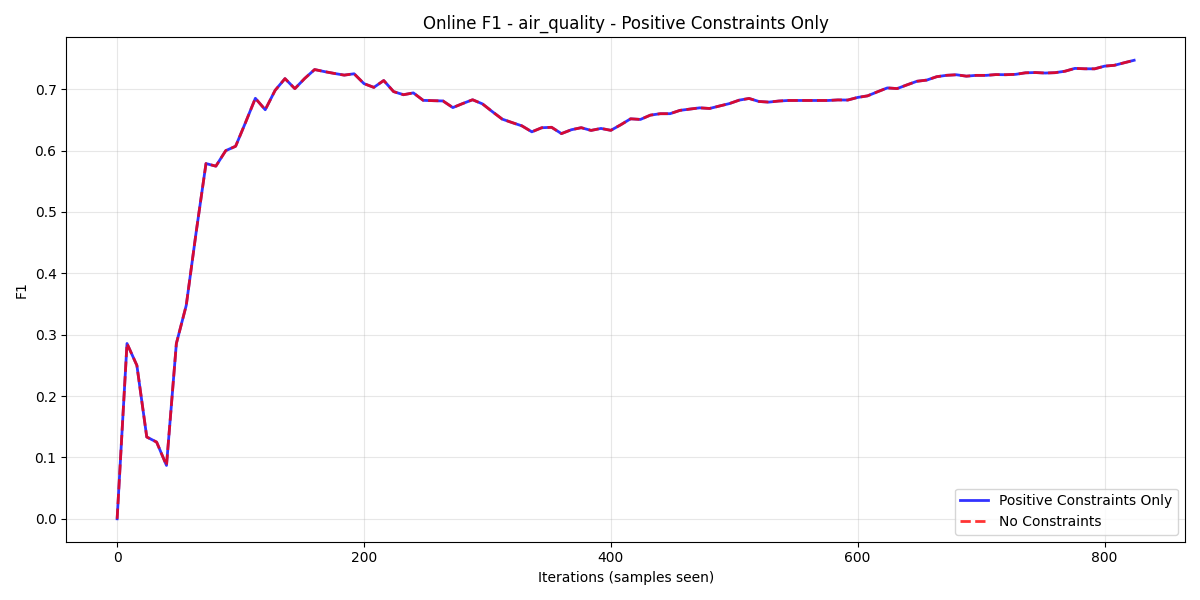 Online F1 - air_quality - Positive Constraints Only
F1
0.7
0.6
0.5
0.4
0.3
0.2
0.1
0.0
Positive Constraints Only
No Constraints
0 200 400 600 800
Iterations (samples seen)